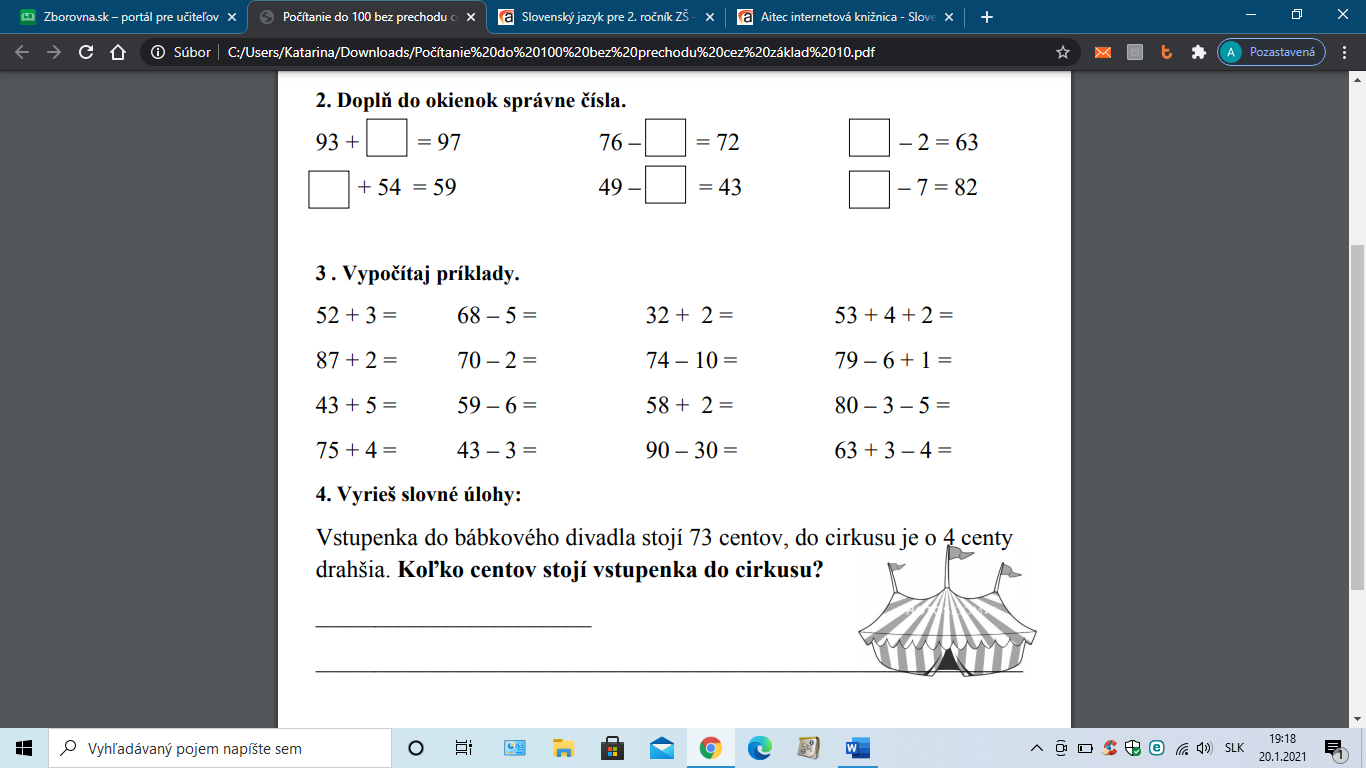 Zborovna.sk – portál pre učiteľov
Počítanie do 100 bez prechodu c
Slovenský jazyk pre 2. ročník ZŠ -
Aitec internetová knižnica - Slove
Súbor
C:/Users/Katarina/Downloads/Počítanie%20do%20100%20bez%20prechodu%20cez%20základ%2010.pdf
A Pozastavená
2. Doplň do okienok správne čísla.
93 + = 97 76 – = 72 – 2 = 63
+ 54 = 59 49 – = 43 – 7 = 82
3 . Vypočítaj príklady.
52 + 3 = 68 – 5 = 32 + 2 = 53 + 4 + 2 =
87 + 2 = 70 – 2 = 74 – 10 = 79 – 6 + 1 =
43 + 5 = 59 – 6 = 58 + 2 = 80 – 3 – 5 =
75 + 4 = 43 – 3 = 90 – 30 = 63 + 3 – 4 =
4. Vyrieš slovné úlohy:
Vstupenka do bábkového divadla stojí 73 centov, do cirkusu je o 4 centy
drahšia. Koľko centov stojí vstupenka do cirkusu?
Vyhľadávaný pojem napíšte sem
SLK
19:18
20.1.2021
1